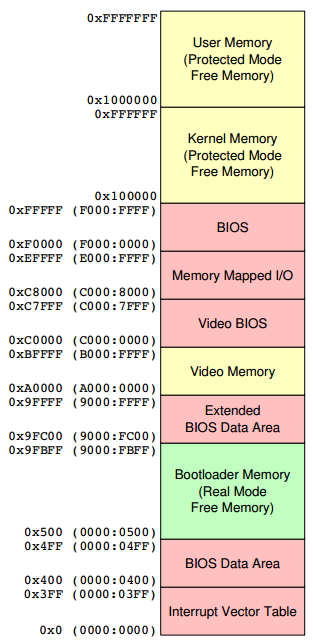 0xFFFFFFF
User Memory
(Protected Mode
Free Memory)
0x1000000
0xFFFFFF
Kernel Memory
(Protected Mode
Free Memory)
0x100000
0xFFFFF (F000:FFFF)
BIOS
0xF0000 (F000:0000)
0xEFFFF (E000:FFFF)
Memory Mapped I/O
0xC8000 (C000:8000)
0xC7FFF (C000:7FFF)
Video BIOS
0xC0000 (C000:0000)
0xBFFFF (B000:FFFF)
Video Memory
0xA0000 (A000:0000)
0x9FFFF (9000:FFFF)
Extended
BIOS Data Area
0x9FC00 (9000:FC00)
0x9FBFF (9000:FBFF)
Bootloader Memory
(Real Mode
Free Memory)
0x500 (0000:0500)
0x4FF (0000:04FF)
BIOS Data Area
0x400 (0000:0400)
0x3FF (0000:03FF)
Interrupt Vector Table
0x0 (0000:0000)